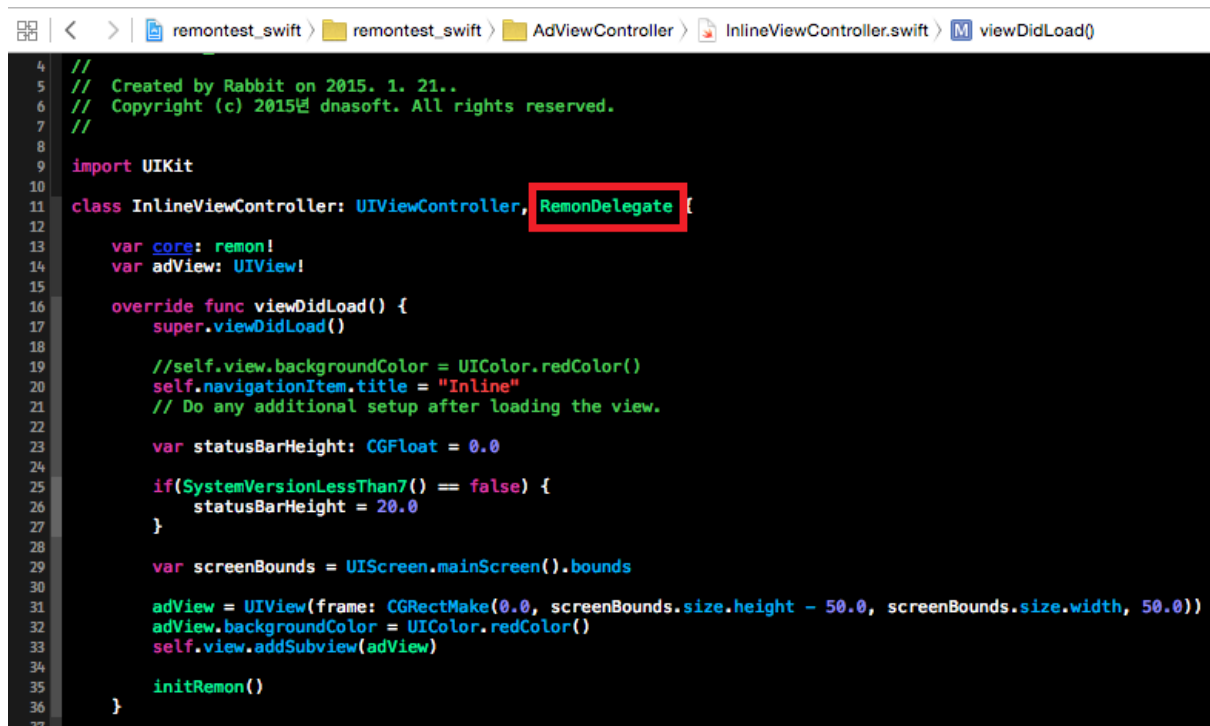 remontest_swift 〉 remontest_swift 〉 AdViewController 〉 InlineViewController.swift 〉 M viewDidLoad()
4 //
5 //  Created by Rabbit on 2015. 1. 21..
6 //  Copyright (c) 2015년 dnasoft. All rights reserved.
7 //
8
9 import UIKit
10
11 class InlineViewController: UIViewController, RemonDelegate {
12
13     var core: remon!
14     var adView: UIView!
15
16     override func viewDidLoad() {
17         super.viewDidLoad()
18
19         //self.view.backgroundColor = UIColor.redColor()
20         self.navigationItem.title = "Inline"
21         // Do any additional setup after loading the view.
22
23         var statusBarHeight: CGFloat = 0.0
24
25         if(SystemVersionLessThan7() == false) {
26             statusBarHeight = 20.0
27         }
28
29         var screenBounds = UIScreen.mainScreen().bounds
30
31         adView = UIView(frame: CGRectMake(0.0, screenBounds.size.height - 50.0, screenBounds.size.width, 50.0))
32         adView.backgroundColor = UIColor.redColor()
33         self.view.addSubview(adView)
34
35         initRemon()
36     }
37